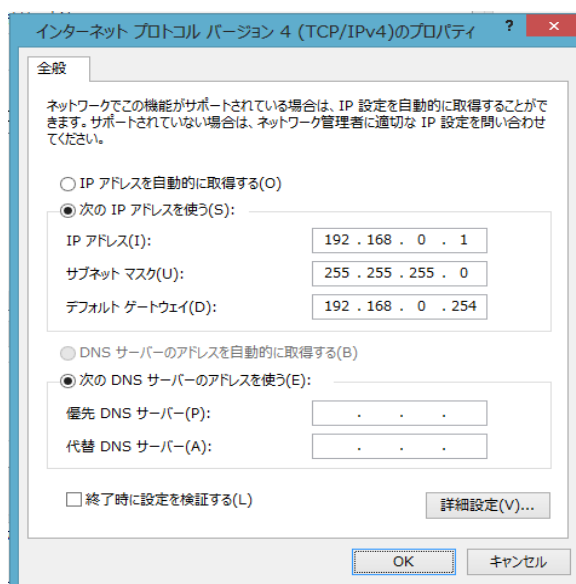 インターネット プロトコル バージョン 4 (TCP/IPv4)のプロパティ
? ×
全般
ネットワークでこの機能がサポートされている場合は、IP 設定を自動的に取得することがで
きます。サポートされていない場合は、ネットワーク管理者に適切な IP 設定を問い合わせ
てください。
IP アドレスを自動的に取得する(O)
次の IP アドレスを使う(S):
IP アドレス(I): 192 . 168 . 0 . 1
サブネット マスク(U): 255 . 255 . 255 . 0
デフォルト ゲートウェイ(D): 192 . 168 . 0 . 254
DNS サーバーのアドレスを自動的に取得する(B)
次の DNS サーバーのアドレスを使う(E):
優先 DNS サーバー(P): . . .
代替 DNS サーバー(A): . . .
終了時に設定を検証する(L)
詳細設定(V)...
OK キャンセル